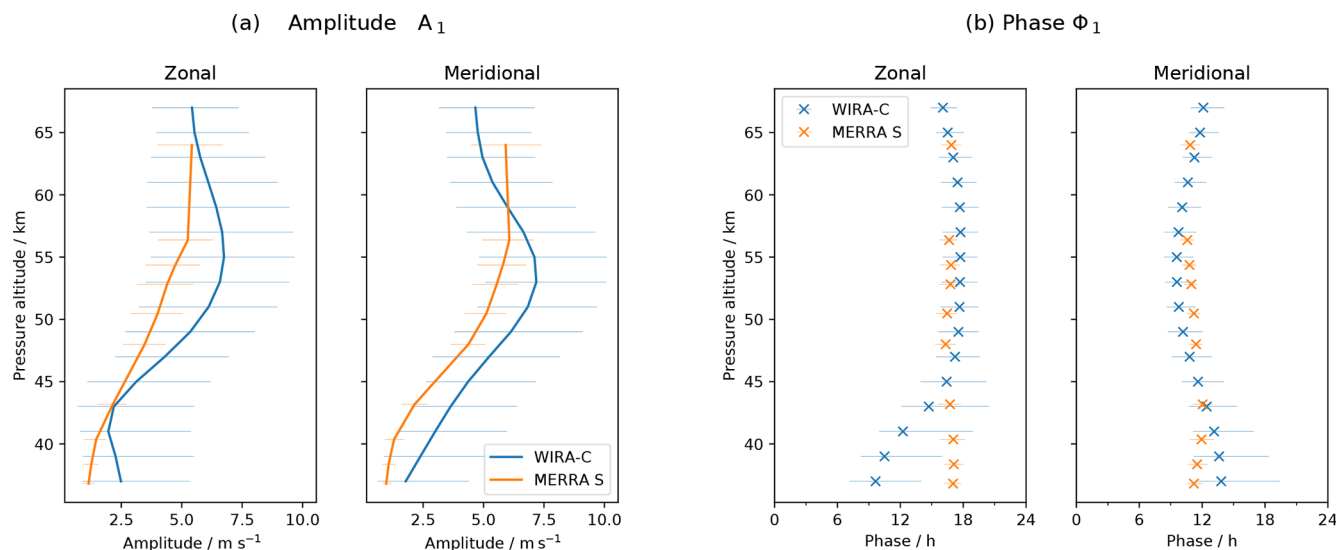 (a) Amplitude A₁
(b) Phase Φ₁
Zonal
Meridional
Zonal
Meridional
Pressure altitude / km
65
60
55
50
45
40
2.5 5.0 7.5 10.0
Amplitude / m s⁻¹
WIRA-C
MERRA S
2.5 5.0 7.5 10.0
Amplitude / m s⁻¹
Pressure altitude / km
65
60
55
50
45
40
WIRA-C
MERRA S
0 6 12 18 24
Phase / h
0 6 12 18 24
Phase / h